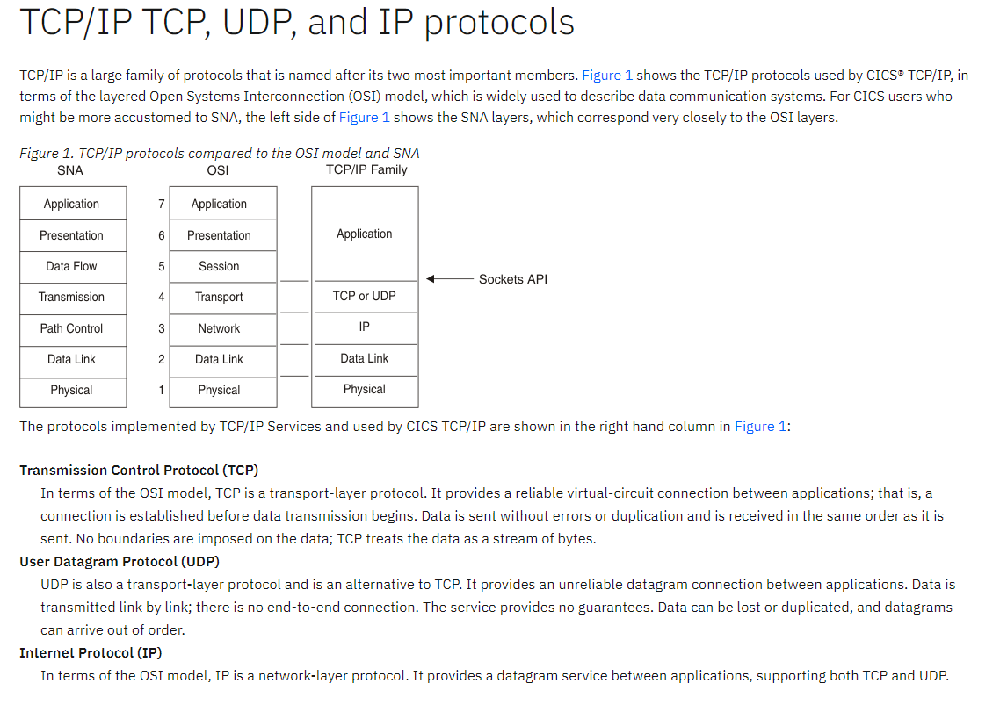 TCP/IP TCP, UDP, and IP protocols
TCP/IP is a large family of protocols that is named after its two most important members. Figure 1 shows the TCP/IP protocols used by CICS® TCP/IP, in
terms of the layered Open Systems Interconnection (OSI) model, which is widely used to describe data communication systems. For CICS users who
might be more accustomed to SNA, the left side of Figure 1 shows the SNA layers, which correspond very closely to the OSI layers.
Figure 1. TCP/IP protocols compared to the OSI model and SNA
SNA OSI TCP/IP Family
Application 7 Application
Presentation 6 Presentation Application
Data Flow 5 Session
Sockets API
Transmission 4 Transport TCP or UDP
Path Control 3 Network IP
Data Link 2 Data Link Data Link
Physical 1 Physical Physical
The protocols implemented by TCP/IP Services and used by CICS TCP/IP are shown in the right hand column in Figure 1:
Transmission Control Protocol (TCP)
In terms of the OSI model, TCP is a transport-layer protocol. It provides a reliable virtual-circuit connection between applications; that is, a
connection is established before data transmission begins. Data is sent without errors or duplication and is received in the same order as it is
sent. No boundaries are imposed on the data; TCP treats the data as a stream of bytes.
User Datagram Protocol (UDP)
UDP is also a transport-layer protocol and is an alternative to TCP. It provides an unreliable datagram connection between applications. Data is
transmitted link by link; there is no end-to-end connection. The service provides no guarantees. Data can be lost or duplicated, and datagrams
can arrive out of order.
Internet Protocol (IP)
In terms of the OSI model, IP is a network-layer protocol. It provides a datagram service between applications, supporting both TCP and UDP.